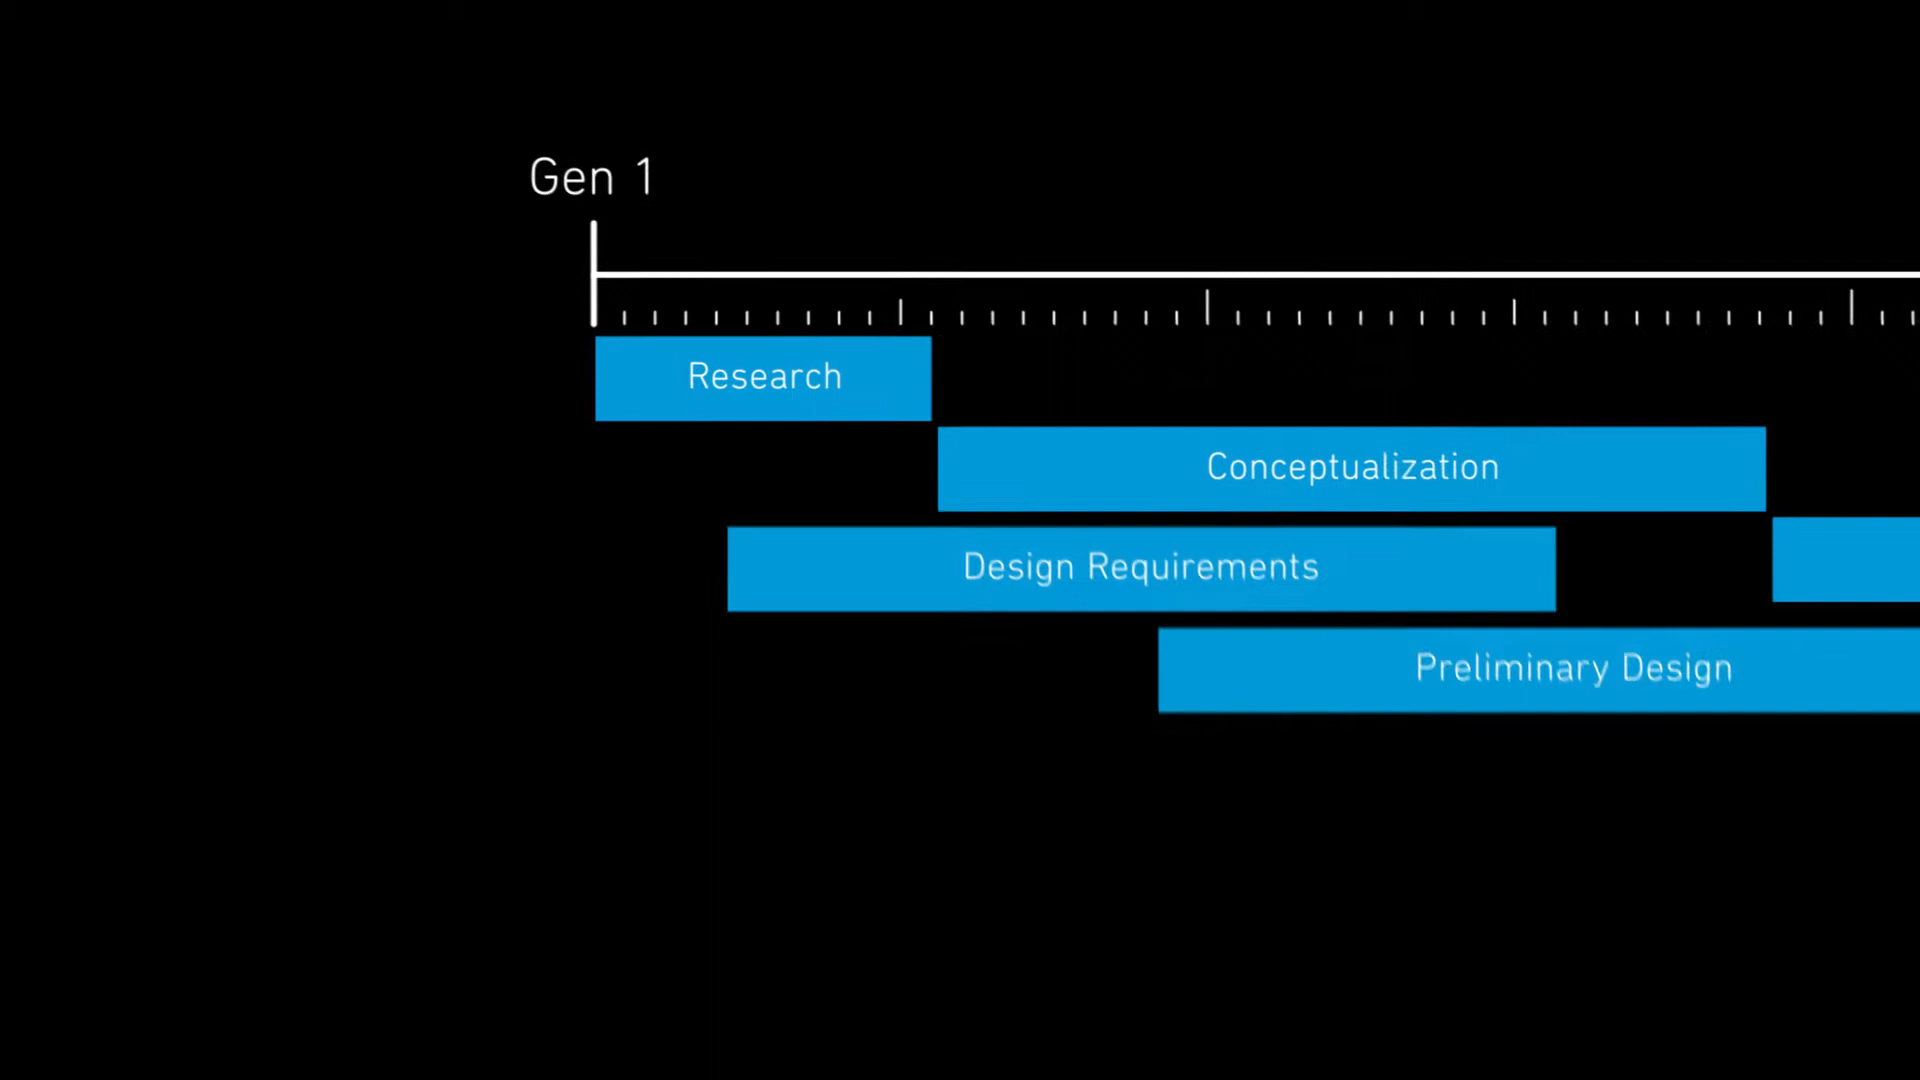 Gen 1
Research
Conceptualization
Design Requirements
Preliminary Design